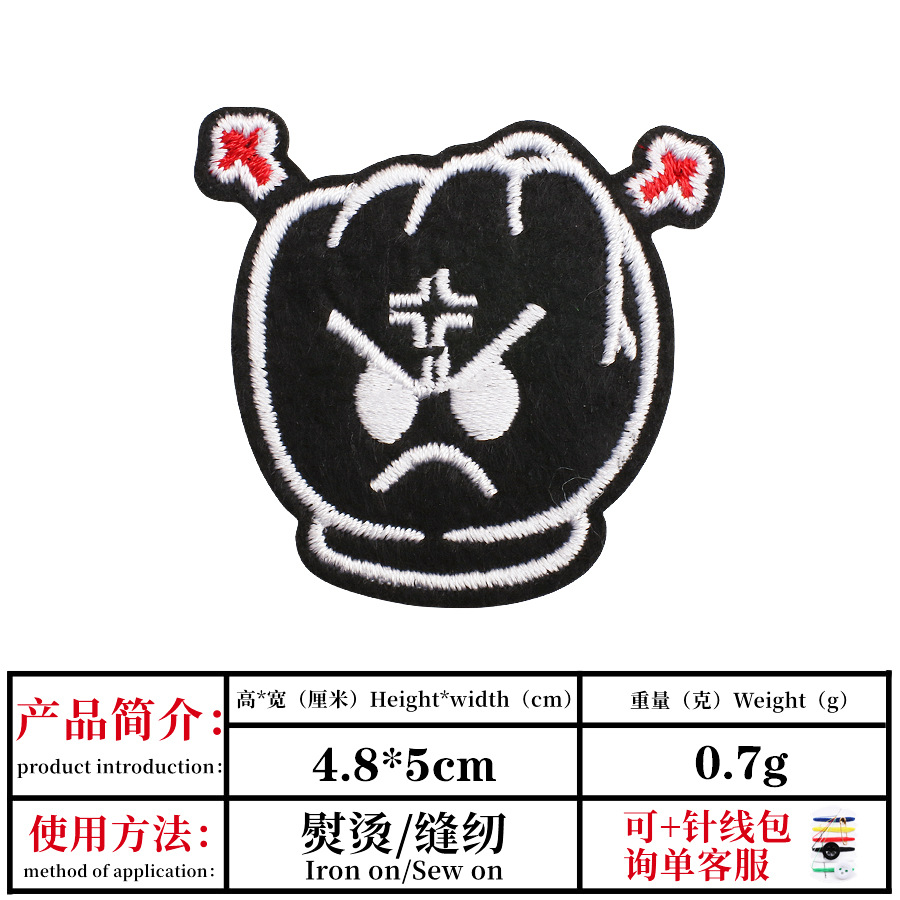 产品简介：
product introduction:
高*宽（厘米）Height*width（cm）
4.8*5cm
重量（克）Weight（g）
0.7g
使用方法：
method of application:
熨烫/缝纫
Iron on/Sew on
可+针线包
询单客服